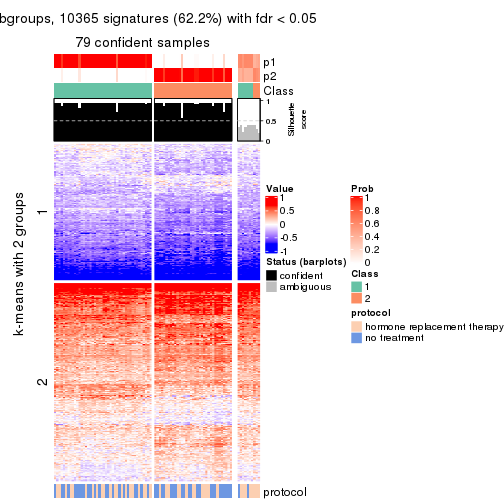 bgroups, 10365 signatures (62.2%) with fdr < 0.05
79 confident samples
p1
p2
Class
1
0.5
0
Silhouette
score
k-means with 2 groups
1
2
protocol
Value
1
0.5
0
-0.5
-1
Status (barplots)
confident
ambiguous
Prob
1
0.8
0.6
0.4
0.2
0
Class
1
2
protocol
hormone replacement therapy
no treatment